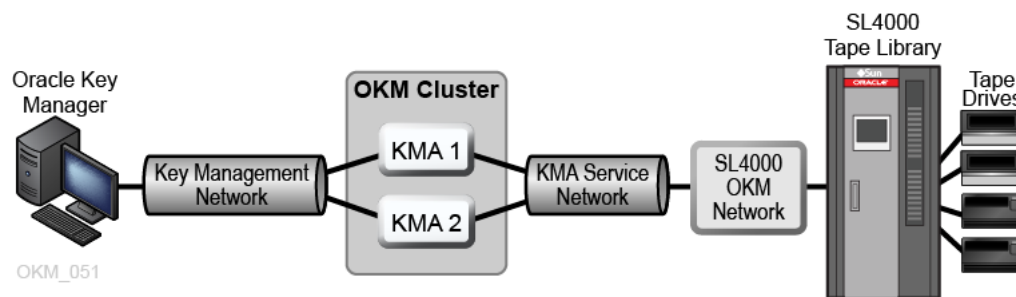 SL4000
Tape Library
Oracle Key
Manager
OKM Cluster
Sun
ORACLE
Tape
Drives
KMA 1
Key Management
Network
KMA Service
Network
SL4000
OKM
Network
KMA 2
OKM_051